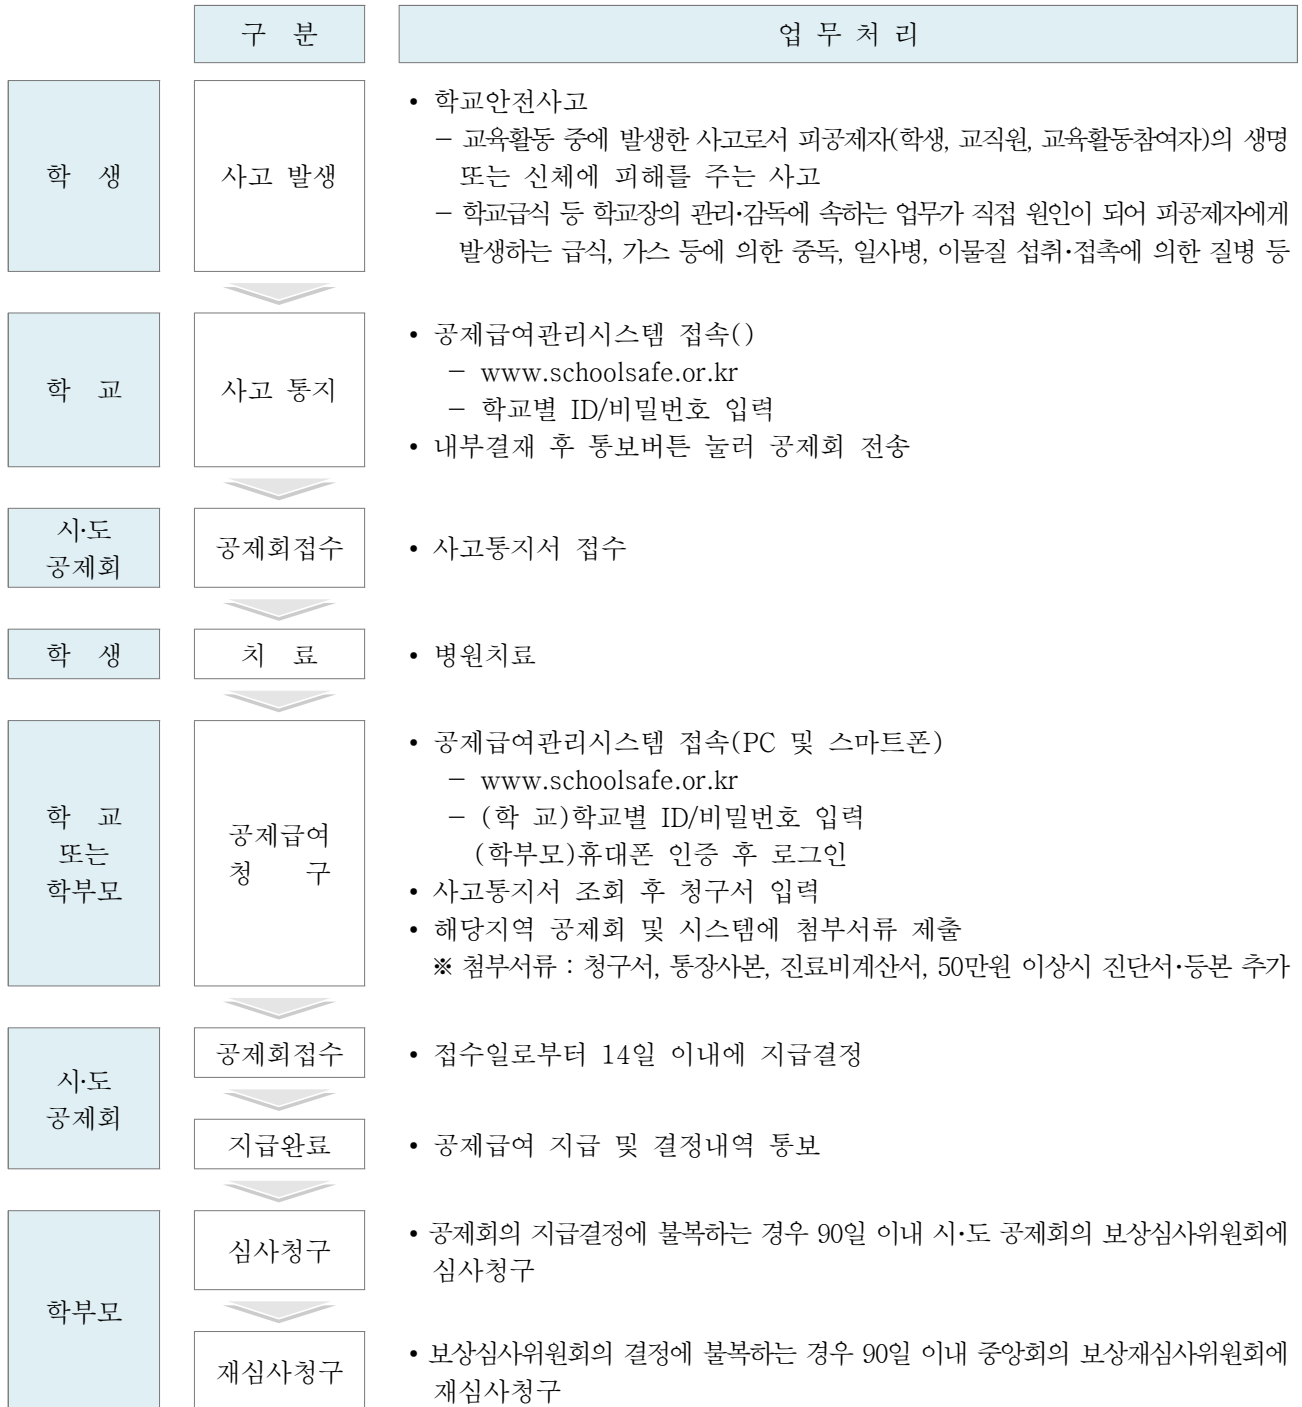 구 분
업 무 처 리
학 생
사고 발생
• 학교안전사고
– 교육활동 중에 발생한 사고로서 피공제자(학생, 교직원, 교육활동참여자)의 생명
또는 신체에 피해를 주는 사고
– 학교급식 등 학교장의 관리·감독에 속하는 업무가 직접 원인이 되어 피공제자에게
발생하는 급식, 가스 등에 의한 중독, 일사병, 이물질 섭취·접촉에 의한 질병 등
학 교
사고 통지
• 공제급여관리시스템 접속()
– www.schoolsafe.or.kr
– 학교별 ID/비밀번호 입력
• 내부결재 후 통보버튼 눌러 공제회 전송
시·도
공제회
공제회접수
• 사고통지서 접수
학 생
치 료
• 병원치료
학 교
또는
학부모
공제급여
청 구
• 공제급여관리시스템 접속(PC 및 스마트폰)
– www.schoolsafe.or.kr
– (학 교)학교별 ID/비밀번호 입력
(학부모)휴대폰 인증 후 로그인
• 사고통지서 조회 후 청구서 입력
• 해당지역 공제회 및 시스템에 첨부서류 제출
※ 첨부서류 : 청구서, 통장사본, 진료비계산서, 50만원 이상시 진단서·등본 추가
시·도
공제회
공제회접수
• 접수일로부터 14일 이내에 지급결정
지급완료
• 공제급여 지급 및 결정내역 통보
학부모
심사청구
• 공제회의 지급결정에 불복하는 경우 90일 이내 시·도 공제회의 보상심사위원회에
심사청구
재심사청구
• 보상심사위원회의 결정에 불복하는 경우 90일 이내 중앙회의 보상재심사위원회에
재심사청구